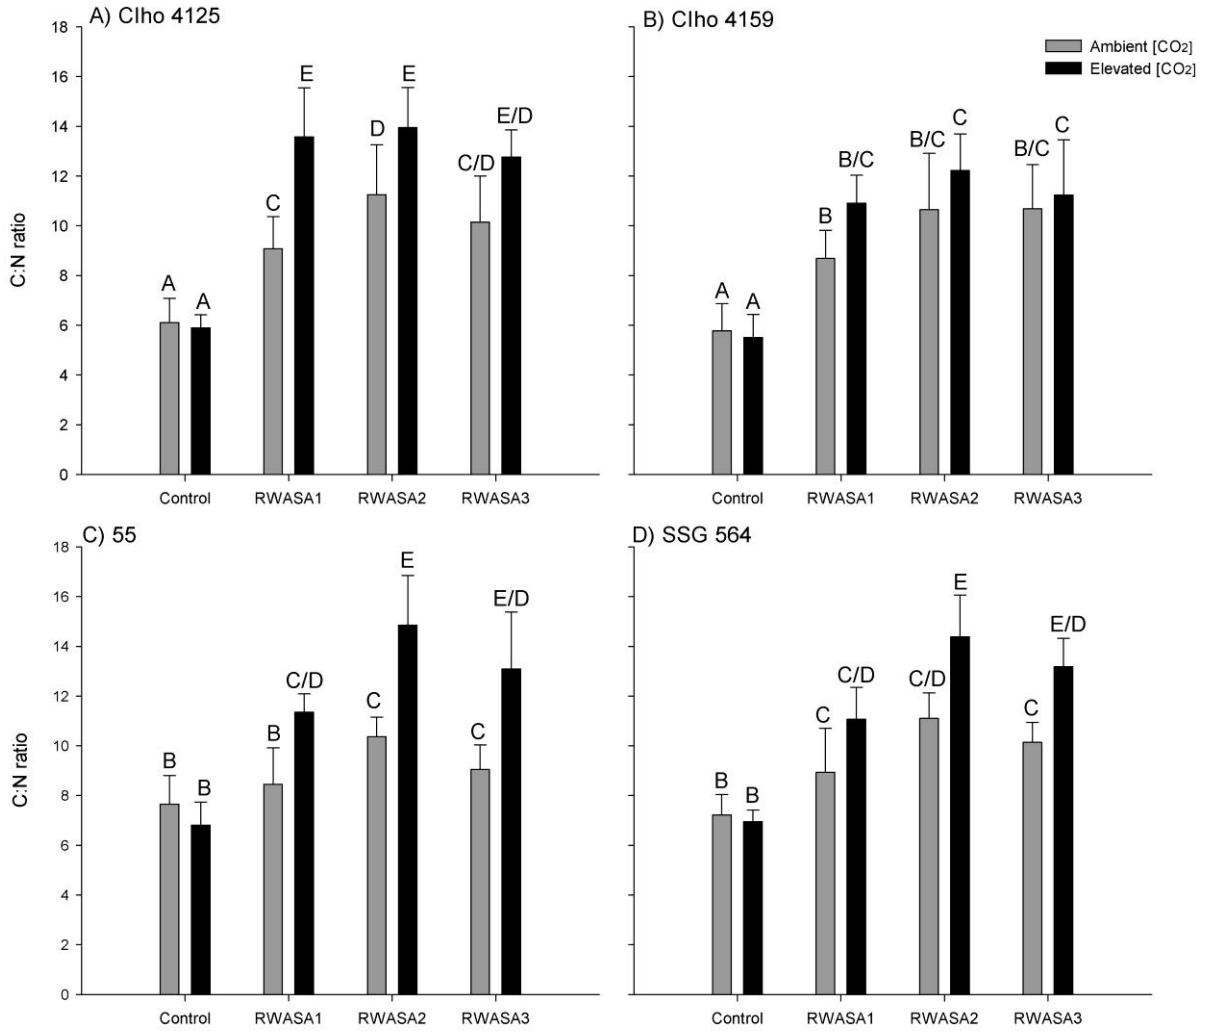 A) CIho 4125
18
16
14
12
10
8
6
4
2
0
C:N ratio
A
A
C
E
D
E
C/D
E/D
Control
RWASA1
RWASA2
RWASA3
B) CIho 4159
Ambient [CO2]
Elevated [CO2]
A
A
B
B/C
B/C
C
B/C
C
Control
RWASA1
RWASA2
RWASA3
C) 55
18
16
14
12
10
8
6
4
2
0
C:N ratio
B
B
B
C/D
C
E
C
E/D
Control
RWASA1
RWASA2
RWASA3
D) SSG 564
B
B
C
C/D
C/D
E
C
E/D
Control
RWASA1
RWASA2
RWASA3